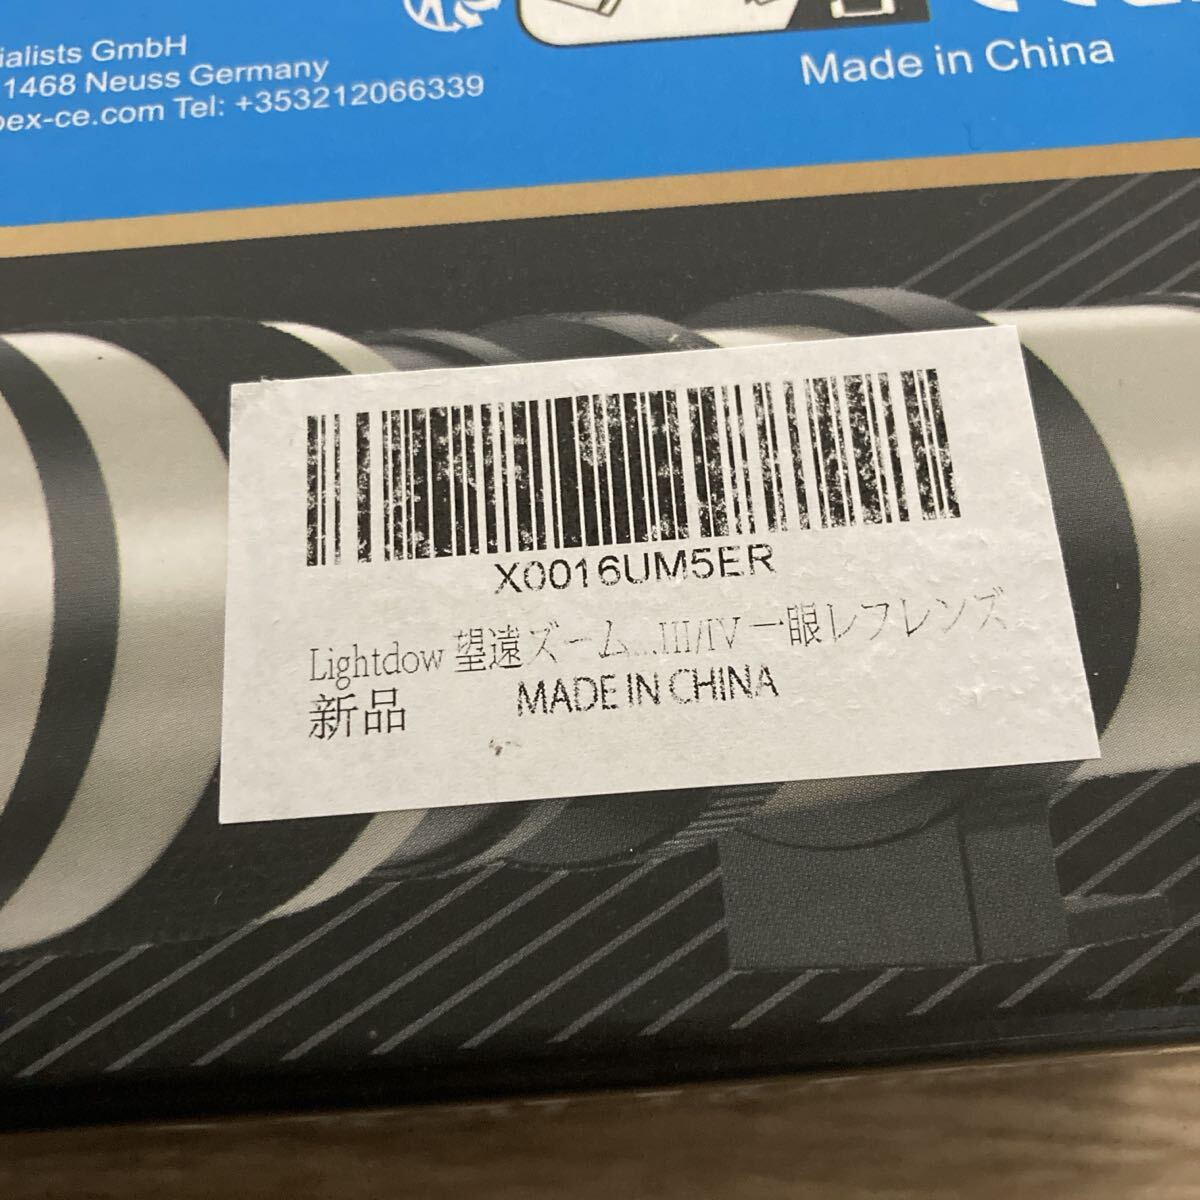 ialists GmbH
1468 Neuss Germany
ex-ce.com Tel: +353212066339
Made in China
X0016UM5ER
Lightdow 望遠ズーム...III/IV 一眼レフレンズ
新品 MADE IN CHINA